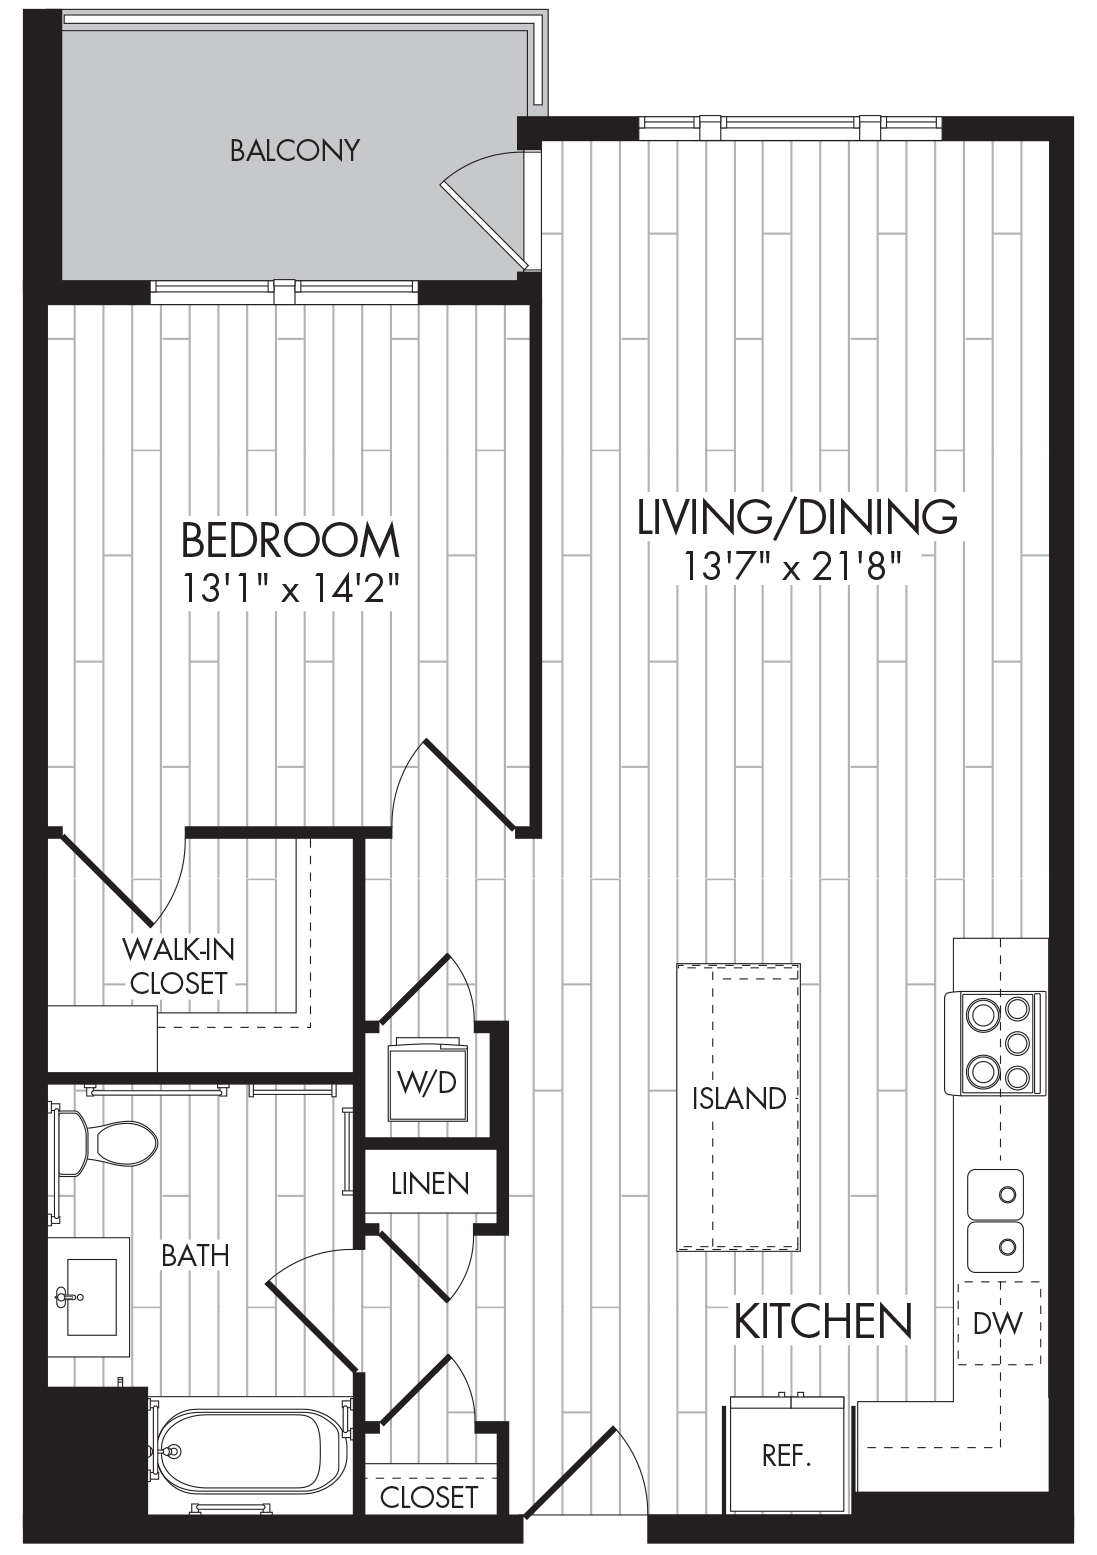 BALCONY
LIVING/DINING
13'7" x 21'8"
BEDROOM
13'1" x 14'2"
WALK-IN
CLOSET
W/D
ISLAND
LINEN
BATH
KITCHEN
DW
REF.
CLOSET